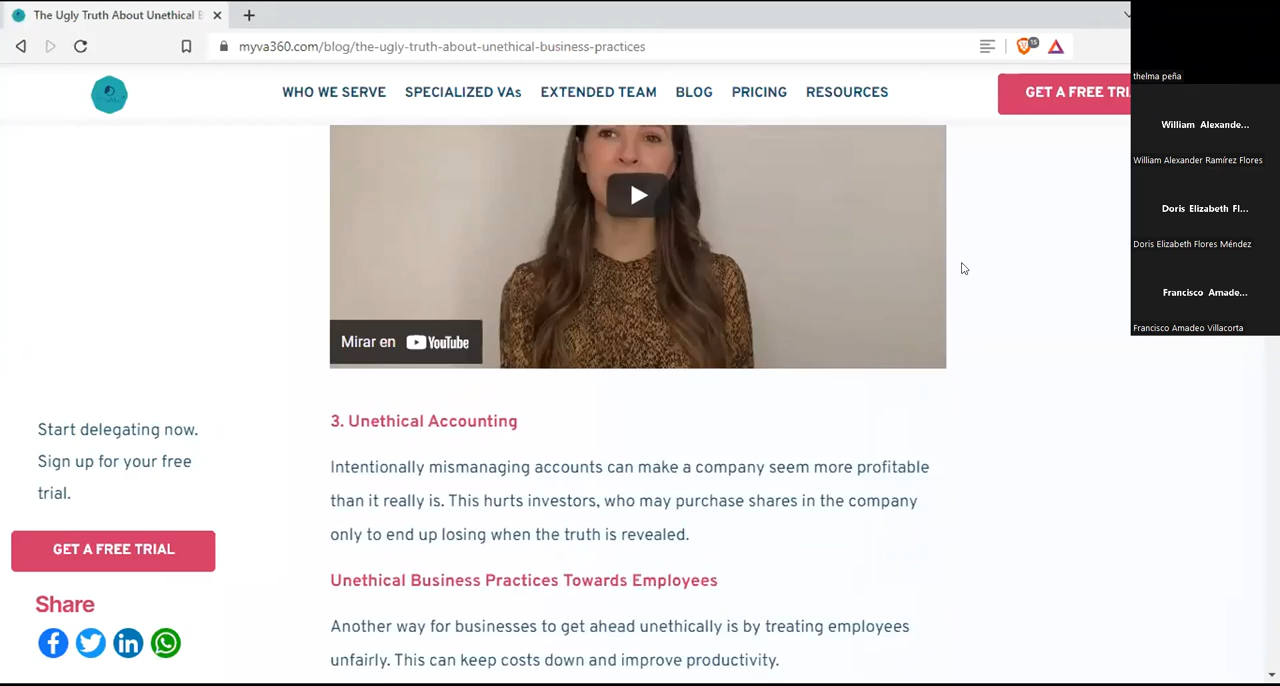 The Ugly Truth About Unethical B
myva360.com/blog/the-ugly-truth-about-unethical-business-practices
15
WHO WE SERVE
SPECIALIZED VAs
EXTENDED TEAM
BLOG
PRICING
RESOURCES
GET A FREE TRI
thelma peña
William Alexande...
William Alexander Ramírez Flores
Doris Elizabeth Fl...
Doris Elizabeth Flores Méndez
Francisco Amade...
Francisco Amadeo Villacorta
Mirar en YouTube
Start delegating now.
Sign up for your free
trial.
GET A FREE TRIAL
Share
3. Unethical Accounting
Intentionally mismanaging accounts can make a company seem more profitable
than it really is. This hurts investors, who may purchase shares in the company
only to end up losing when the truth is revealed.
Unethical Business Practices Towards Employees
Another way for businesses to get ahead unethically is by treating employees
unfairly. This can keep costs down and improve productivity.